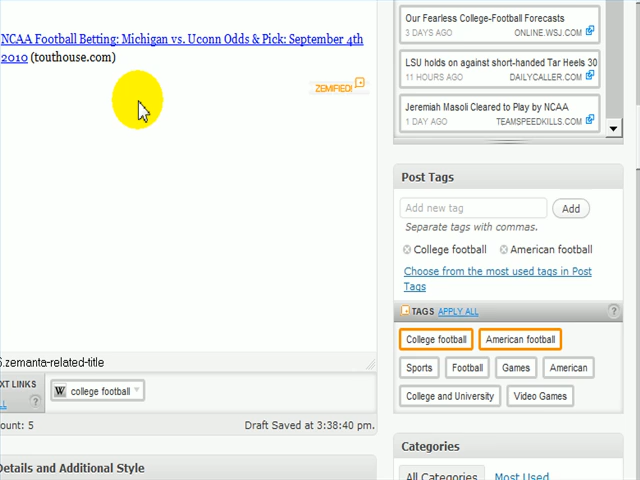 NCAA Football Betting: Michigan vs. Uconn Odds & Pick: September 4th
2010 (touthouse.com)
ZEMIFIED!
6.zemanta-related-title
EXT LINKS
college football
?
ount: 5
Draft Saved at 3:38:40 pm.
Details and Additional Style
Our Fearless College-Football Forecasts
3 DAYS AGO ONLINE.WSJ.COM
LSU holds on against short-handed Tar Heels 30
11 HOURS AGO DAILYCALLER.COM
Jeremiah Masoli Cleared to Play by NCAA
1 DAY AGO TEAMSPEEDKILLS.COM
Post Tags
Add new tag Add
Separate tags with commas.
College football American football
Choose from the most used tags in Post
Tags
TAGS APPLY ALL ?
College football American football
Sports Football Games American
College and University Video Games
Categories
All Categories Most Used